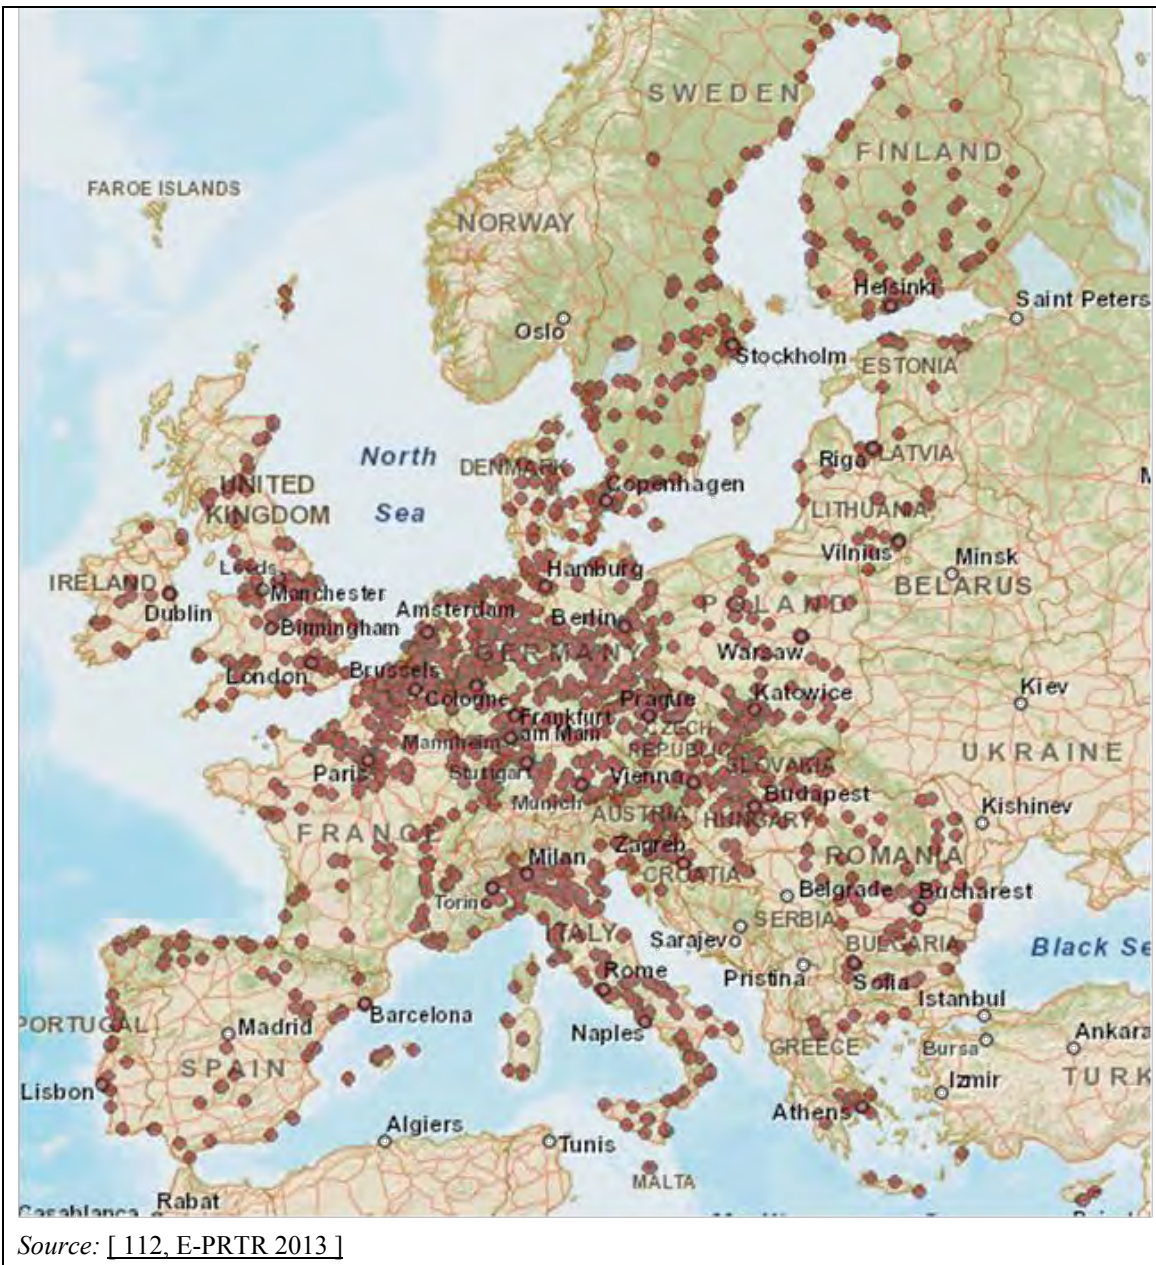 SWEDEN
FINLAND
FAROE ISLANDS
NORWAY
Helsinki
Saint Peters
Oslo
Stockholm
ESTONIA
North
Sea
DENMARK
Riga
LATVIA
UNITED
KINGDOM
Copenhagen
LITHUANIA
Vilnius
Minsk
BELARUS
Leeds
IRELAND
Manchester
Hamburg
Dublin
Amsterdam
Berlin
POLAND
Birmingham
GERMANY
Warsaw
London
Brussels
Cologne
Prague
Katowice
Kiev
Frankfurt
am Main
Mannheim
CZECH
REPUBLIC
UKRAINE
Paris
Stuttgart
Vienna
SLOVAKIA
Munich
AUSTRIA
Budapest
HUNGARY
Kishinev
FRANCE
Zagreb
Milan
CROATIA
ROMANIA
Torino
Belgrade
Bucharest
SERBIA
ITALY
Sarajevo
BULGARIA
Black Se
Rome
Pristina
Sofia
Istanbul
Barcelona
PORTUGAL
Madrid
Naples
GREECE
Bursa
Ankara
SPAIN
Izmir
TURK
Lisbon
Athens
Algiers
Tunis
MALTA
Rabat
Casablanca
Source: [ 112, E-PRTR 2013 ]